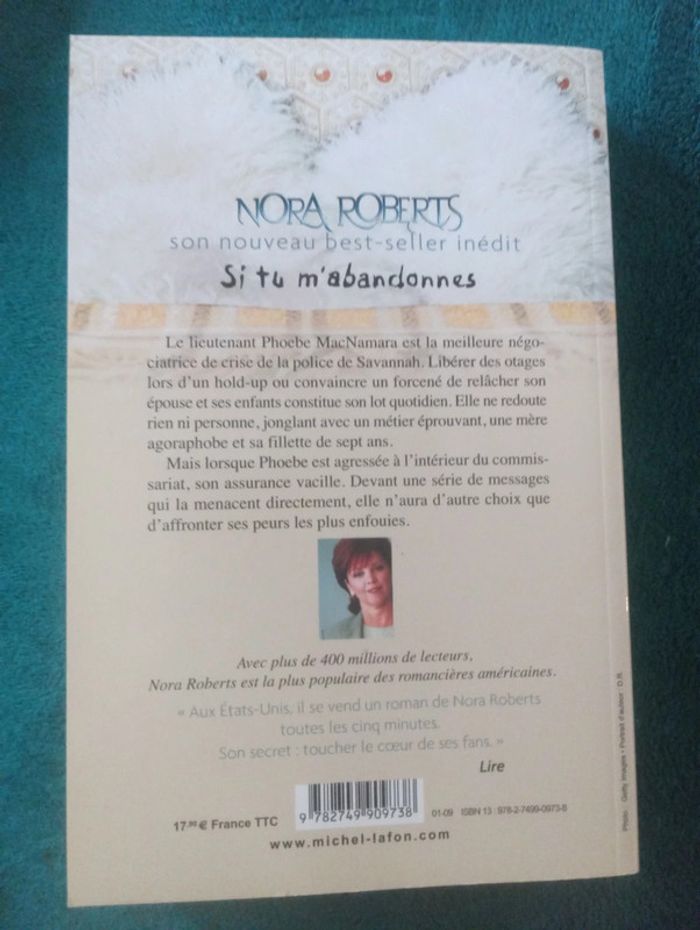 NORA ROBERTS
son nouveau best-seller inédit
Si tu m'abandonnes
Le lieutenant Phoebe MacNamara est la meilleure négo-
ciatrice de crise de la police de Savannah. Libérer des otages
lors d'un hold-up ou convaincre un forcené de relâcher son
épouse et ses enfants constitue son lot quotidien. Elle ne redoute
rien ni personne, jonglant avec un métier éprouvant, une mère
agoraphobe et sa fillette de sept ans.
Mais lorsque Phoebe est agressée à l'intérieur du commis-
sariat, son assurance vacille. Devant une série de messages
qui la menacent directement, elle n'aura d'autre choix que
d'affronter ses peurs les plus enfouies.
Avec plus de 400 millions de lecteurs,
Nora Roberts est la plus populaire des romancières américaines.
« Aux États-Unis, il se vend un roman de Nora Roberts
toutes les cinq minutes.
Son secret : toucher le cœur de ses fans. »
Lire
17,90 € France TTC
9 782749 909738
01-09 ISBN 13 : 978-2-7499-0973-8
www.michel-lafon.com
Photo : Getty Images • Portrait d'auteur : D.R.